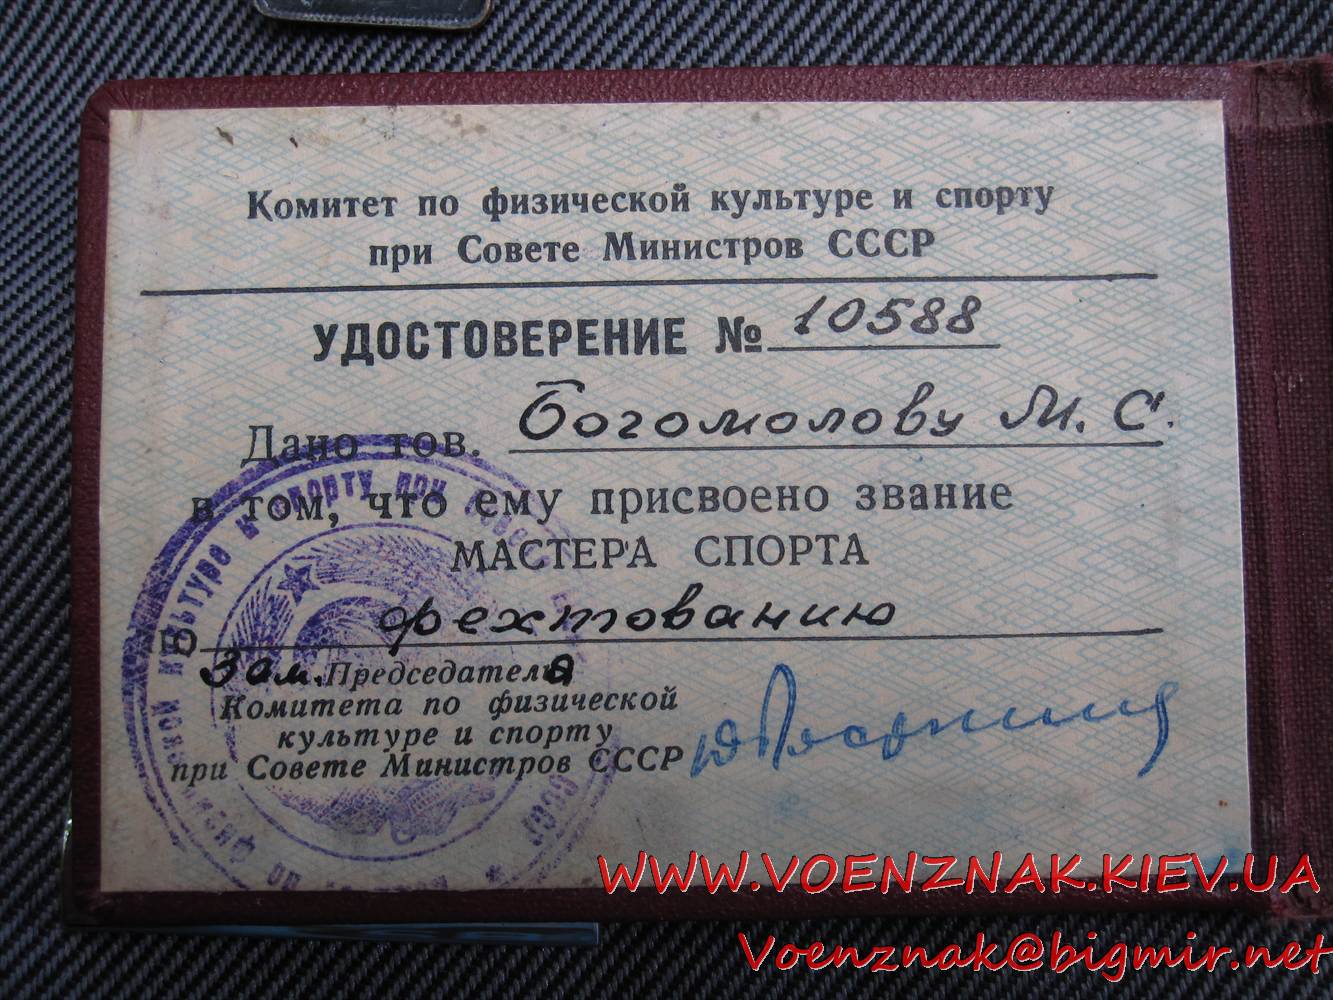 Комитет по физической культуре и спорту
при Совете Министров СССР
УДОСТОВЕРЕНИЕ № 10588
Дано тов. Богомолову М. С.
в том, что ему присвоено звание
МАСТЕРА СПОРТА
по фехтованию
Зам. Председателя
Комитета по физической
культуре и спорту
при Совете Министров СССР
WWW.VOENZNAK.KIEV.UA
Voenznak@bigmir.net